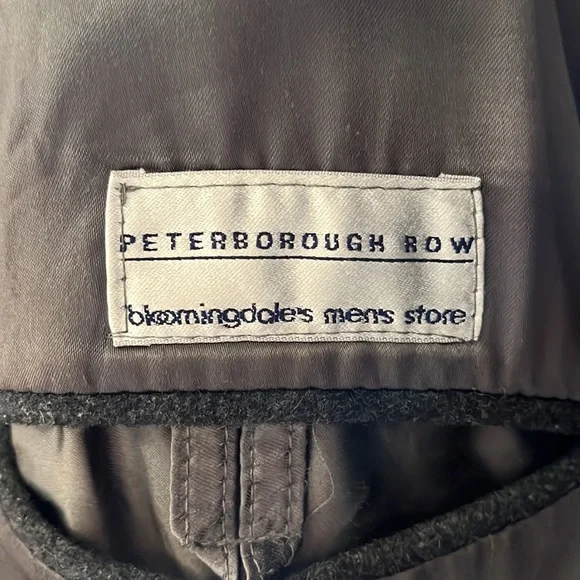 PETERBOROUGH ROW
bloomingdale's men's store